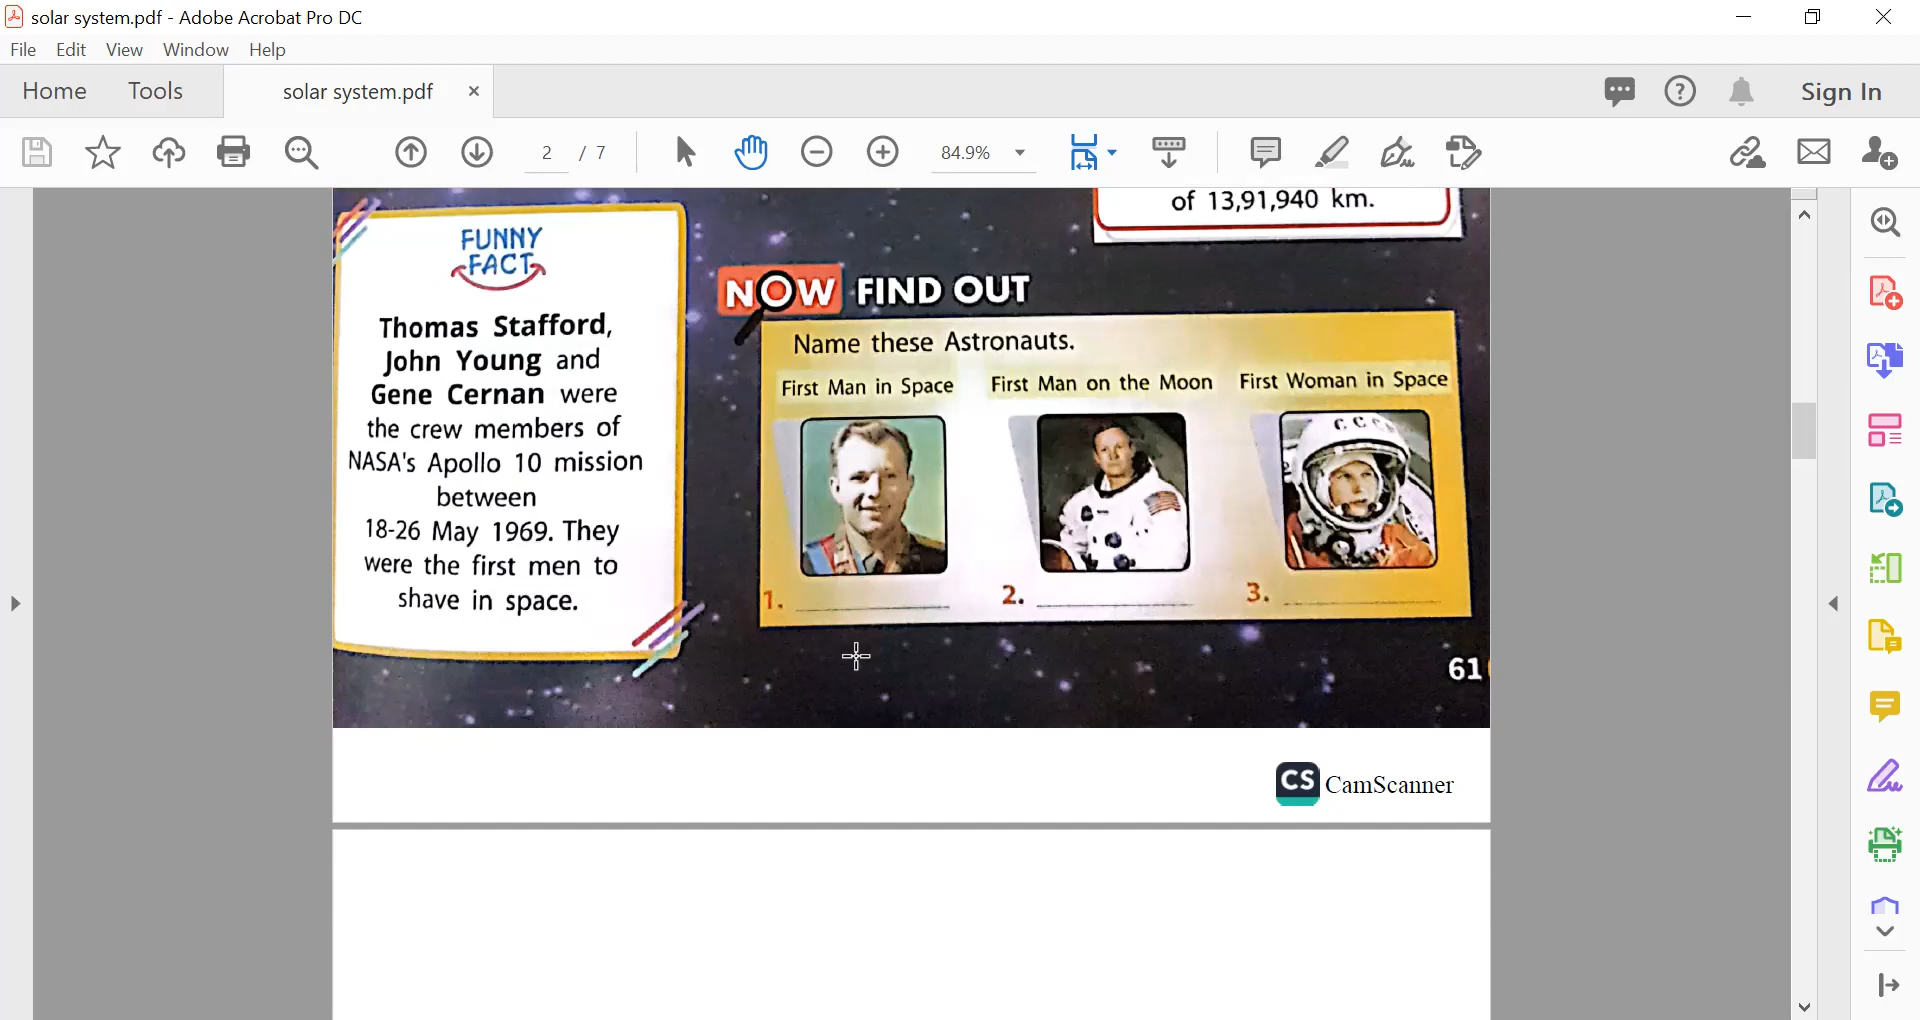 solar system.pdf - Adobe Acrobat Pro DC
File Edit View Window Help
Home Tools solar system.pdf × Sign In
2 / 7 84.9%
of 13,91,940 km.
FUNNY
FACT
Thomas Stafford,
John Young and
Gene Cernan were
the crew members of
NASA's Apollo 10 mission
between
18-26 May 1969. They
were the first men to
shave in space.
NOW FIND OUT
Name these Astronauts.
First Man in Space First Man on the Moon First Woman in Space
CCCP
1. 2. 3.
61
CS CamScanner